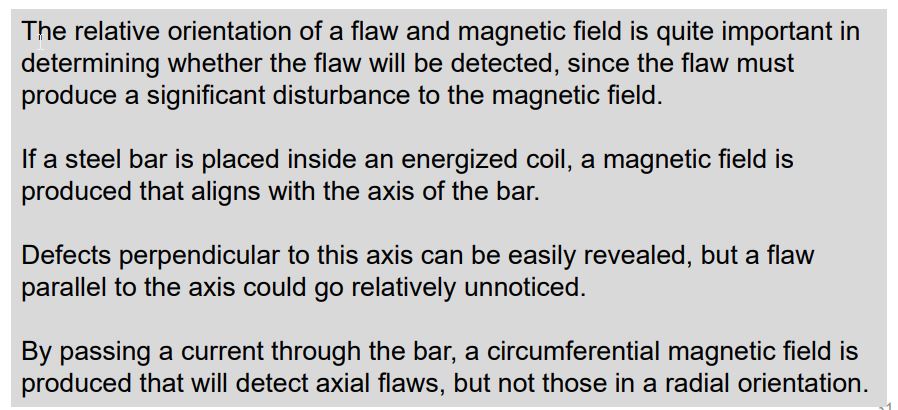 The relative orientation of a flaw and magnetic field is quite important in
determining whether the flaw will be detected, since the flaw must
produce a significant disturbance to the magnetic field.
If a steel bar is placed inside an energized coil, a magnetic field is
produced that aligns with the axis of the bar.
Defects perpendicular to this axis can be easily revealed, but a flaw
parallel to the axis could go relatively unnoticed.
By passing a current through the bar, a circumferential magnetic field is
produced that will detect axial flaws, but not those in a radial orientation.